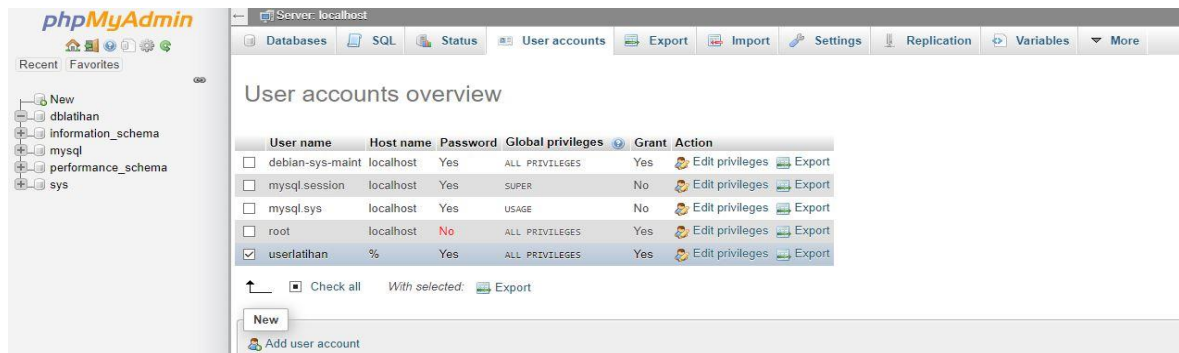 phpMyAdmin
Recent Favorites
New
dblatihan
information_schema
mysql
performance_schema
sys
Server: localhost
Databases SQL Status User accounts Export Import Settings Replication Variables More
User accounts overview
User name Host name Password Global privileges Grant Action
debian-sys-maint localhost Yes ALL PRIVILEGES Yes Edit privileges Export
mysql.session localhost Yes SUPER No Edit privileges Export
mysql.sys localhost Yes USAGE No Edit privileges Export
root localhost No ALL PRIVILEGES Yes Edit privileges Export
userlatihan % Yes ALL PRIVILEGES Yes Edit privileges Export
Check all With selected: Export
New
Add user account